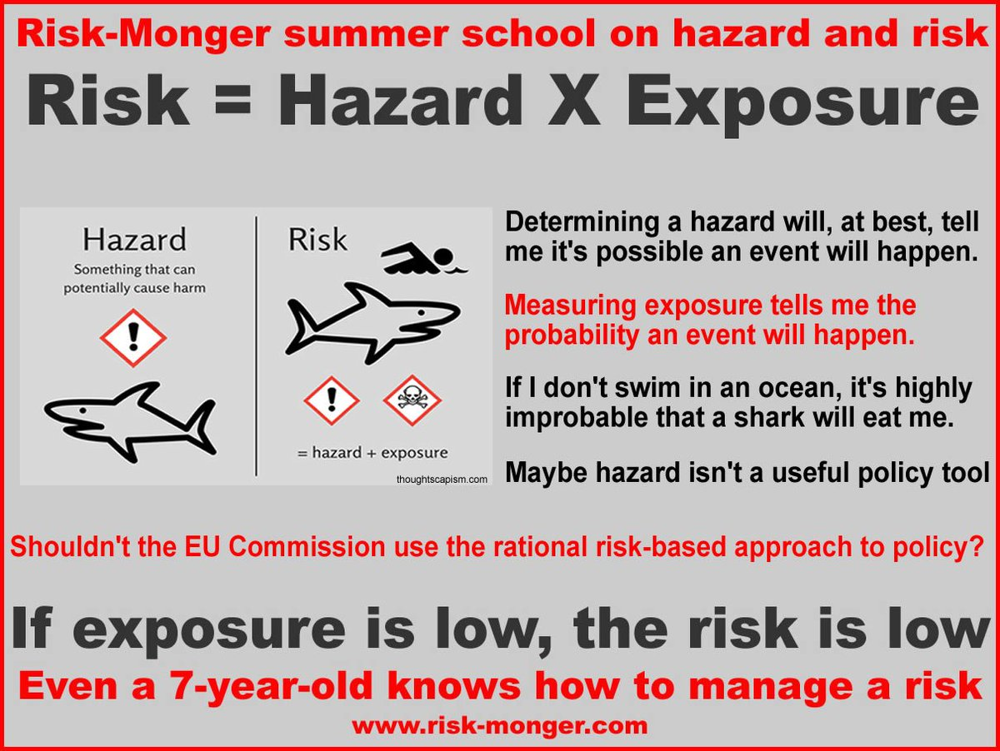 Risk-Monger summer school on hazard and risk
Risk = Hazard X Exposure
Hazard
Something that can
potentially cause harm
!
Risk
!
= hazard + exposure
thoughtscapism.com
Determining a hazard will, at best, tell
me it's possible an event will happen.
Measuring exposure tells me the
probability an event will happen.
If I don't swim in an ocean, it's highly
improbable that a shark will eat me.
Maybe hazard isn't a useful policy tool
Shouldn't the EU Commission use the rational risk-based approach to policy?
If exposure is low, the risk is low
Even a 7-year-old knows how to manage a risk
www.risk-monger.com